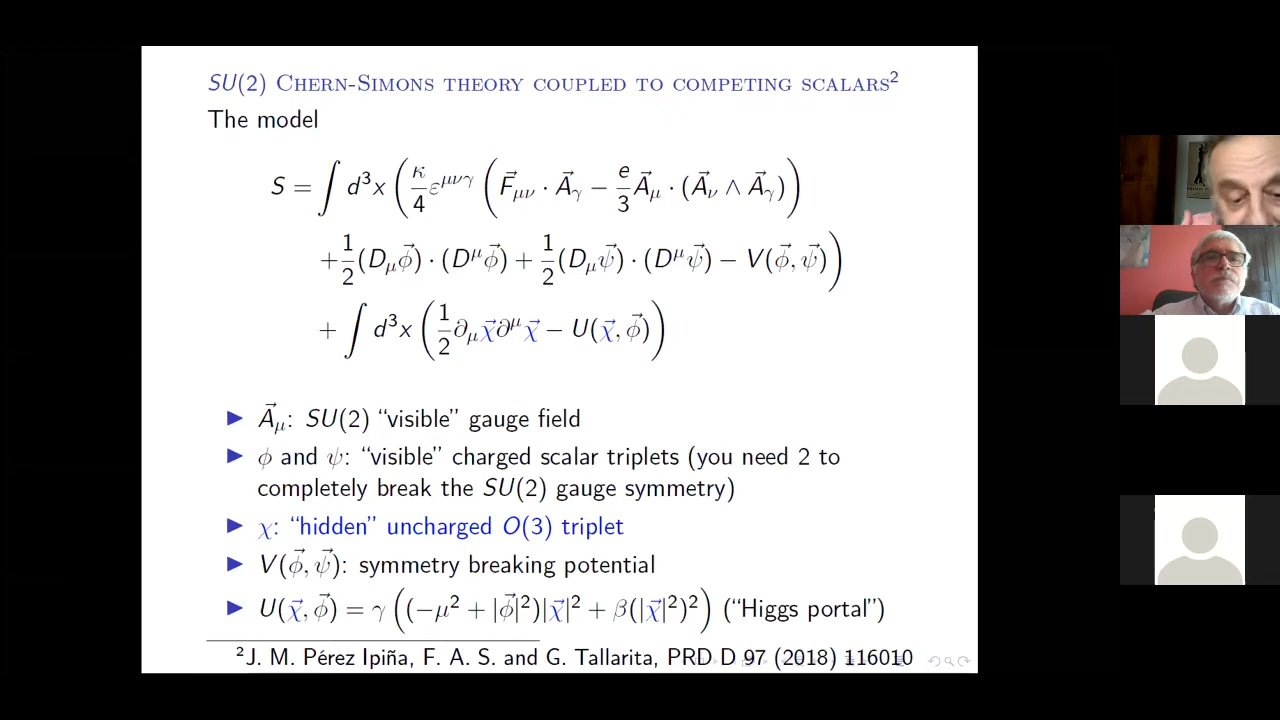 SU(2) CHERN-SIMONS THEORY COUPLED TO COMPETING SCALARS²
The model
S = ∫ d³x ( κ/4 ε^{μνγ} ( F⃗_{μν} · A⃗_γ − e/3 A⃗_μ · (A⃗_ν ∧ A⃗_γ) )
+ 1/2 (D_μ φ⃗) · (D^μ φ⃗) + 1/2 (D_μ ψ⃗) · (D^μ ψ⃗) − V(φ⃗, ψ⃗) )
+ ∫ d³x ( 1/2 ∂_μ χ⃗ ∂^μ χ⃗ − U(χ⃗, φ⃗) )
▶ A⃗_μ: SU(2) “visible” gauge field
▶ φ and ψ: “visible” charged scalar triplets (you need 2 to
completely break the SU(2) gauge symmetry)
▶ χ: “hidden” uncharged O(3) triplet
▶ V(φ⃗, ψ⃗): symmetry breaking potential
▶ U(χ⃗, φ⃗) = γ ( (−μ² + |φ⃗|²)|χ⃗|² + β(|χ⃗|²)² ) (“Higgs portal”)
²J. M. Pérez Ipiña, F. A. S. and G. Tallarita, PRD D 97 (2018) 116010